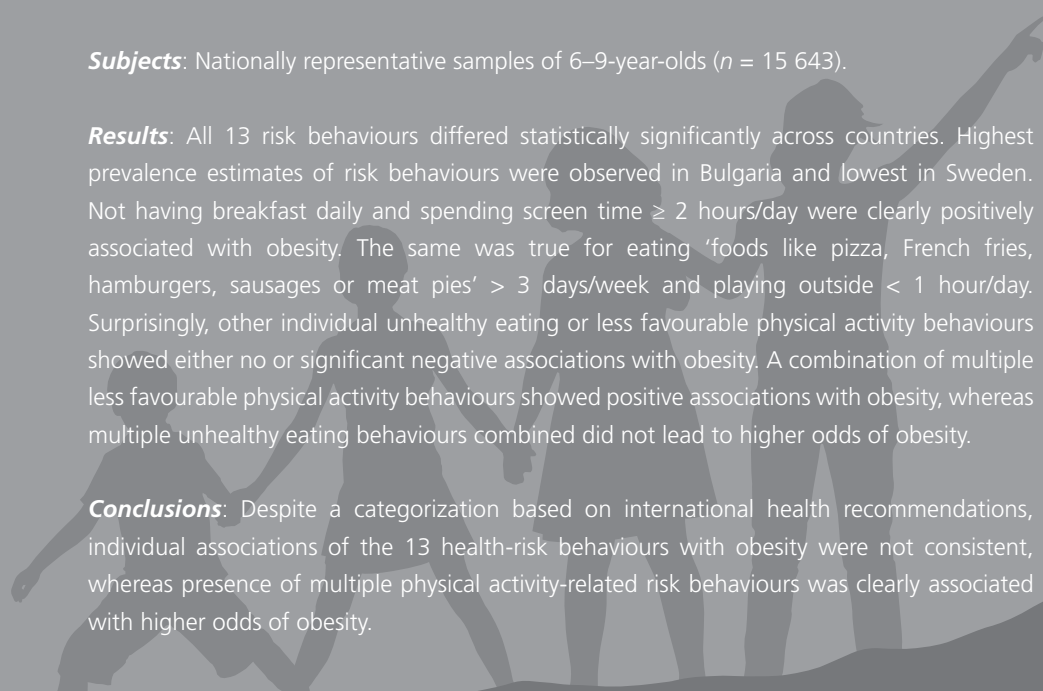 Subjects: Nationally representative samples of 6–9-year-olds (n = 15 643).
Results: All 13 risk behaviours differed statistically significantly across countries. Highest
prevalence estimates of risk behaviours were observed in Bulgaria and lowest in Sweden.
Not having breakfast daily and spending screen time ≥ 2 hours/day were clearly positively
associated with obesity. The same was true for eating ‘foods like pizza, French fries,
hamburgers, sausages or meat pies’ > 3 days/week and playing outside < 1 hour/day.
Surprisingly, other individual unhealthy eating or less favourable physical activity behaviours
showed either no or significant negative associations with obesity. A combination of multiple
less favourable physical activity behaviours showed positive associations with obesity, whereas
multiple unhealthy eating behaviours combined did not lead to higher odds of obesity.
Conclusions: Despite a categorization based on international health recommendations,
individual associations of the 13 health-risk behaviours with obesity were not consistent,
whereas presence of multiple physical activity-related risk behaviours was clearly associated
with higher odds of obesity.